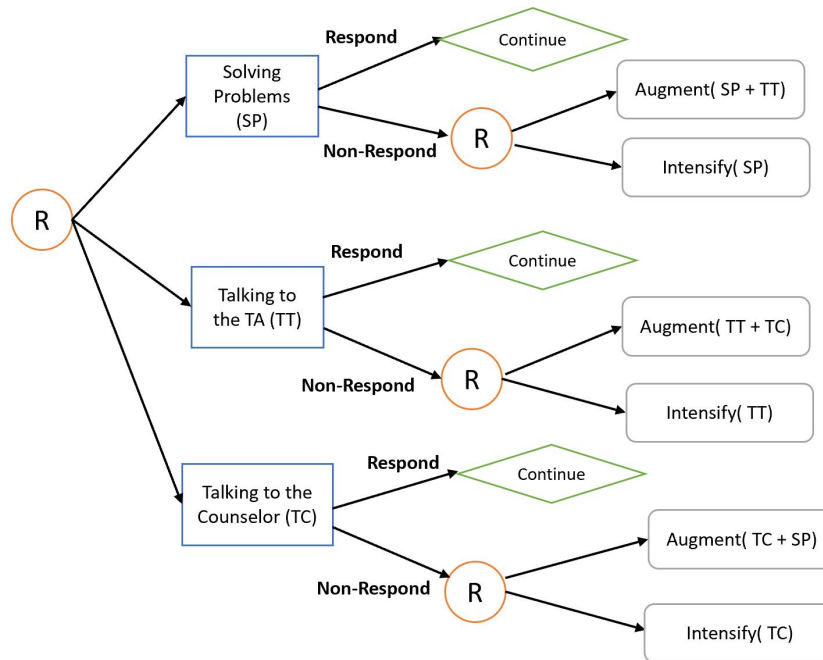 Respond
Continue
Solving
Problems
(SP)
Augment( SP + TT)
R
Non-Respond
Intensify( SP)
R
Respond
Continue
Talking to
the TA (TT)
Augment( TT + TC)
R
Non-Respond
Intensify( TT)
Respond
Continue
Talking to the
Counselor (TC)
Augment( TC + SP)
R
Non-Respond
Intensify( TC)